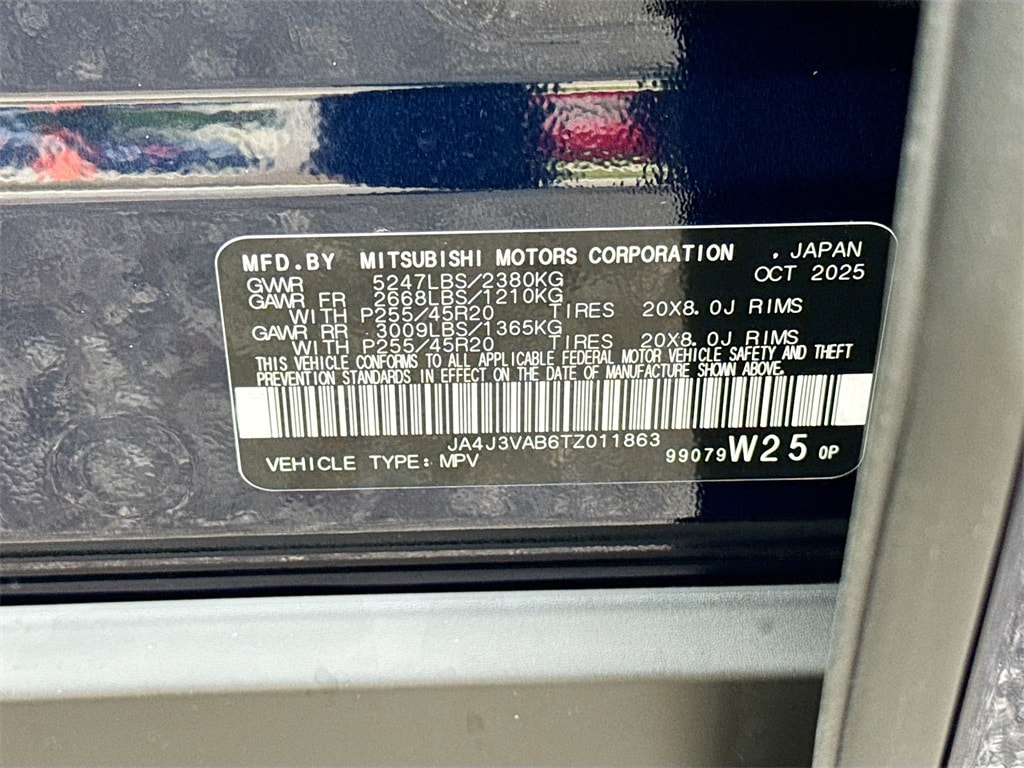 MFD.BY MITSUBISHI MOTORS CORPORATION , JAPAN
GVWR 5247LBS/2380KG OCT 2025
GAWR FR 2668LBS/1210KG
WITH P255/45R20 TIRES 20X8.0J RIMS
GAWR RR 3009LBS/1365KG
WITH P255/45R20 TIRES 20X8.0J RIMS
THIS VEHICLE CONFORMS TO ALL APPLICABLE FEDERAL MOTOR VEHICLE SAFETY AND THEFT
PREVENTION STANDARDS IN EFFECT ON THE DATE OF MANUFACTURE SHOWN ABOVE.
JA4J3VAB6TZ011863
VEHICLE TYPE: MPV 99079 W25 0P